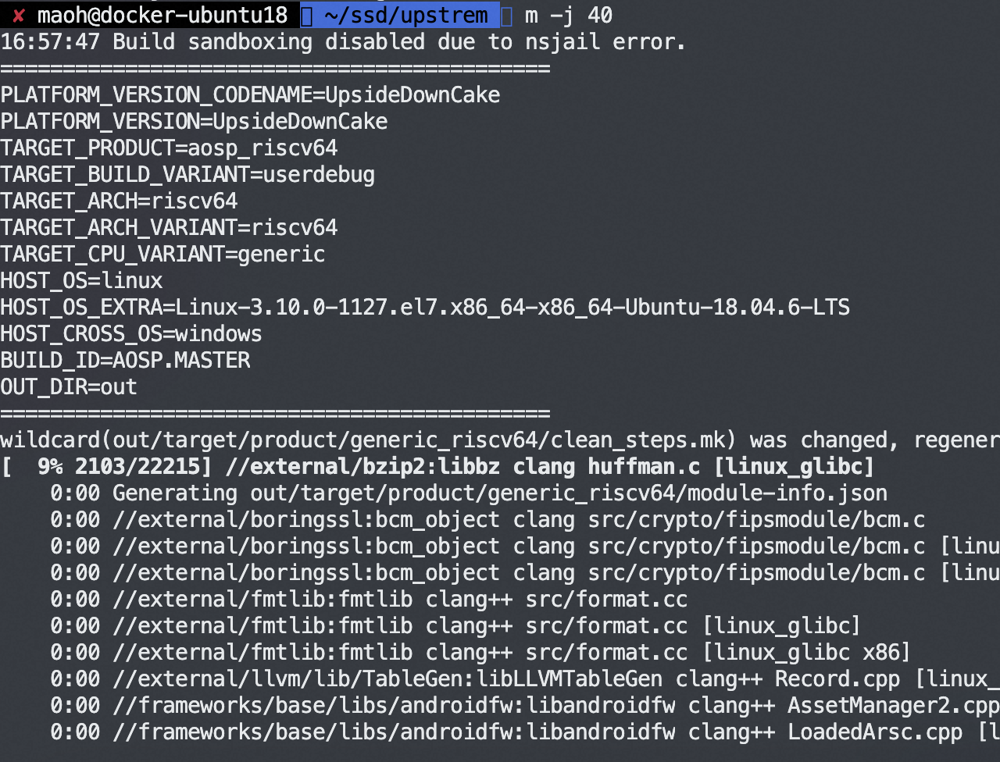 ✘ maoh@docker-ubuntu18 ~/ssd/upstrem m -j 40
16:57:47 Build sandboxing disabled due to nsjail error.
============================================
PLATFORM_VERSION_CODENAME=UpsideDownCake
PLATFORM_VERSION=UpsideDownCake
TARGET_PRODUCT=aosp_riscv64
TARGET_BUILD_VARIANT=userdebug
TARGET_ARCH=riscv64
TARGET_ARCH_VARIANT=riscv64
TARGET_CPU_VARIANT=generic
HOST_OS=linux
HOST_OS_EXTRA=Linux-3.10.0-1127.el7.x86_64-x86_64-Ubuntu-18.04.6-LTS
HOST_CROSS_OS=windows
BUILD_ID=AOSP.MASTER
OUT_DIR=out
============================================
wildcard(out/target/product/generic_riscv64/clean_steps.mk) was changed, regener
[  9% 2103/22215] //external/bzip2:libbz clang huffman.c [linux_glibc]
    0:00 Generating out/target/product/generic_riscv64/module-info.json
    0:00 //external/boringssl:bcm_object clang src/crypto/fipsmodule/bcm.c
    0:00 //external/boringssl:bcm_object clang src/crypto/fipsmodule/bcm.c [linu
    0:00 //external/boringssl:bcm_object clang src/crypto/fipsmodule/bcm.c [linu
    0:00 //external/fmtlib:fmtlib clang++ src/format.cc
    0:00 //external/fmtlib:fmtlib clang++ src/format.cc [linux_glibc]
    0:00 //external/fmtlib:fmtlib clang++ src/format.cc [linux_glibc x86]
    0:00 //external/llvm/lib/TableGen:libLLVMTableGen clang++ Record.cpp [linux_
    0:00 //frameworks/base/libs/androidfw:libandroidfw clang++ AssetManager2.cpp
    0:00 //frameworks/base/libs/androidfw:libandroidfw clang++ LoadedArsc.cpp [l